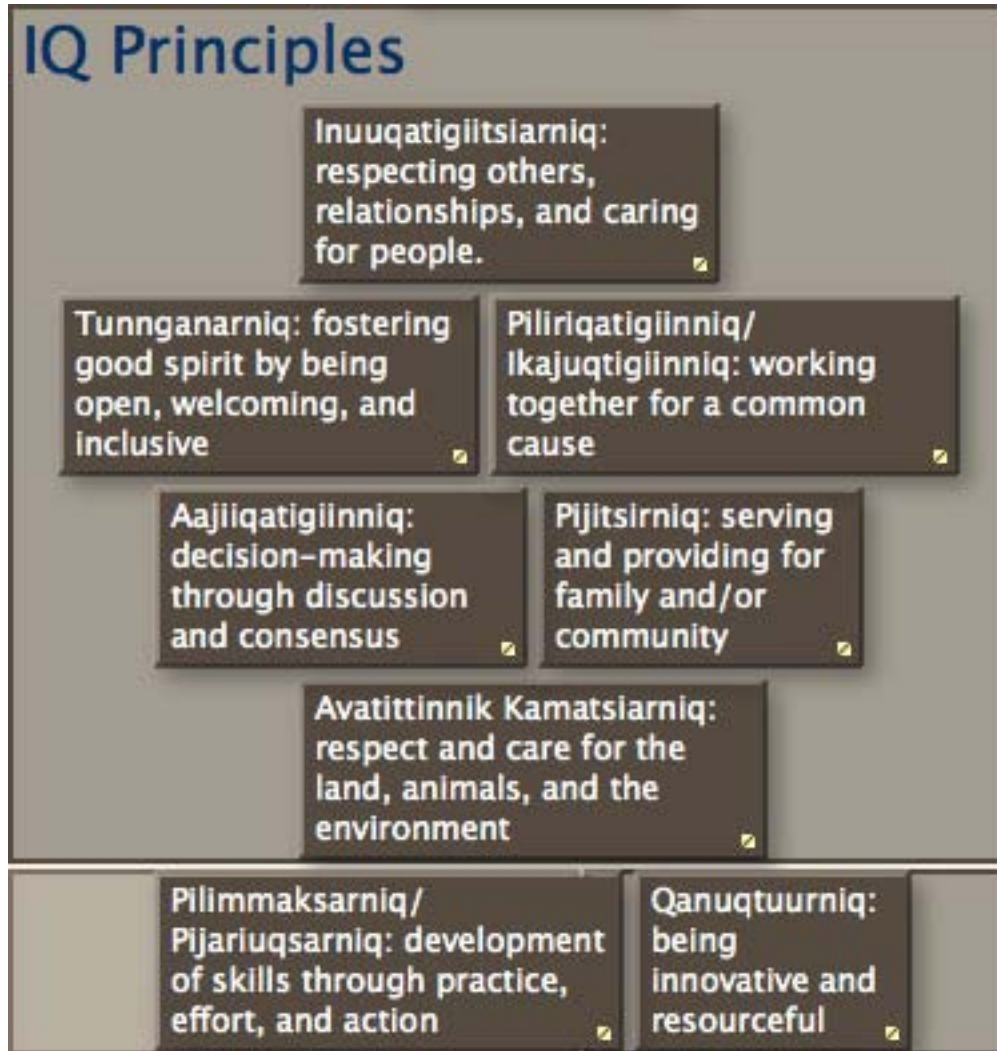 IQ Principles
Inuuqatigiitsiarniq:
respecting others,
relationships, and caring
for people.
Tunnganarniq: fostering
good spirit by being
open, welcoming, and
inclusive
Piliriqatigiinniq/
Ikajuqtigiinniq: working
together for a common
cause
Aajiiqatigiinniq:
decision-making
through discussion
and consensus
Pijitsirniq: serving
and providing for
family and/or
community
Avatittinnik Kamatsiarniq:
respect and care for the
land, animals, and the
environment
Pilimmaksarniq/
Pijariuqsarniq: development
of skills through practice,
effort, and action
Qanuqtuurniq:
being
innovative and
resourceful